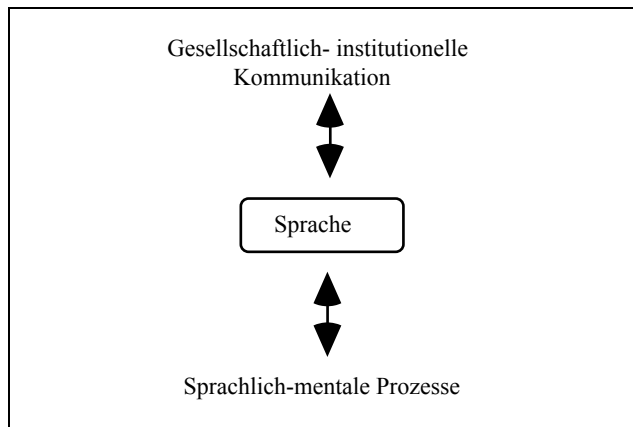 Gesellschaftlich- institutionelle
Kommunikation
Sprache
Sprachlich-mentale Prozesse